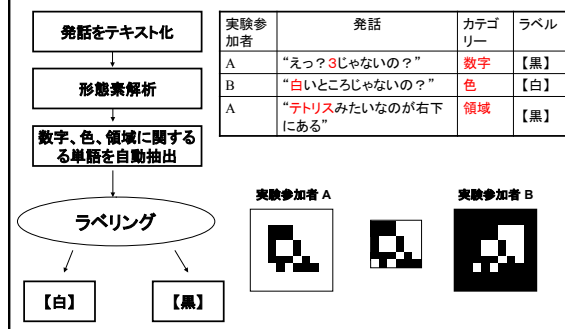 発話をテキスト化
形態素解析
数字、色、領域に関する
る単語を自動抽出
ラベリング
【白】
【黒】
実験参
加者
発話
カテゴ
リー
ラベル
A
“えっ？3じゃないの？”
数字
【黒】
B
“白いところじゃないの？”
色
【白】
A
“テトリスみたいなのが右下
にある”
領域
【黒】
実験参加者 A
実験参加者 B